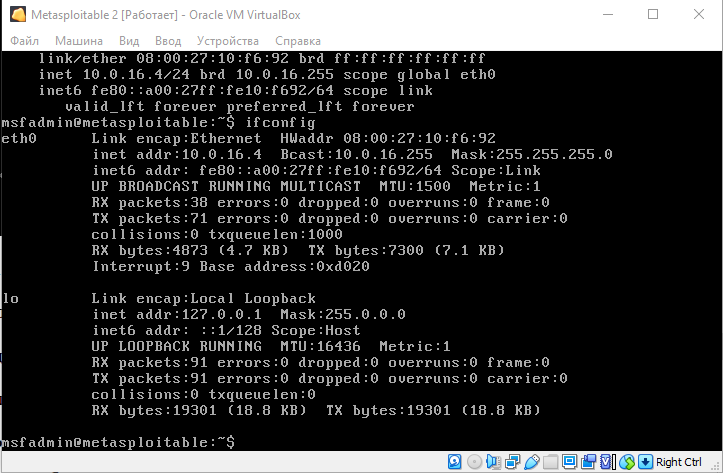 Metasploitable 2 [Работает] - Oracle VM VirtualBox
Файл Машина Вид Ввод Устройства Справка
link/ether 08:00:27:10:f6:92 brd ff:ff:ff:ff:ff:ff
inet 10.0.16.4/24 brd 10.0.16.255 scope global eth0
inet6 fe80::a00:27ff:fe10:f692/64 scope link
valid_lft forever preferred_lft forever
msfadmin@metasploitable:~$ ifconfig
eth0 Link encap:Ethernet HWaddr 08:00:27:10:f6:92
inet addr:10.0.16.4 Bcast:10.0.16.255 Mask:255.255.255.0
inet6 addr: fe80::a00:27ff:fe10:f692/64 Scope:Link
UP BROADCAST RUNNING MULTICAST MTU:1500 Metric:1
RX packets:38 errors:0 dropped:0 overruns:0 frame:0
TX packets:71 errors:0 dropped:0 overruns:0 carrier:0
collisions:0 txqueuelen:1000
RX bytes:4873 (4.7 KB) TX bytes:7300 (7.1 KB)
Interrupt:9 Base address:0xd020
lo Link encap:Local Loopback
inet addr:127.0.0.1 Mask:255.0.0.0
inet6 addr: ::1/128 Scope:Host
UP LOOPBACK RUNNING MTU:16436 Metric:1
RX packets:91 errors:0 dropped:0 overruns:0 frame:0
TX packets:91 errors:0 dropped:0 overruns:0 carrier:0
collisions:0 txqueuelen:0
RX bytes:19301 (18.8 KB) TX bytes:19301 (18.8 KB)
msfadmin@metasploitable:~$
Right Ctrl